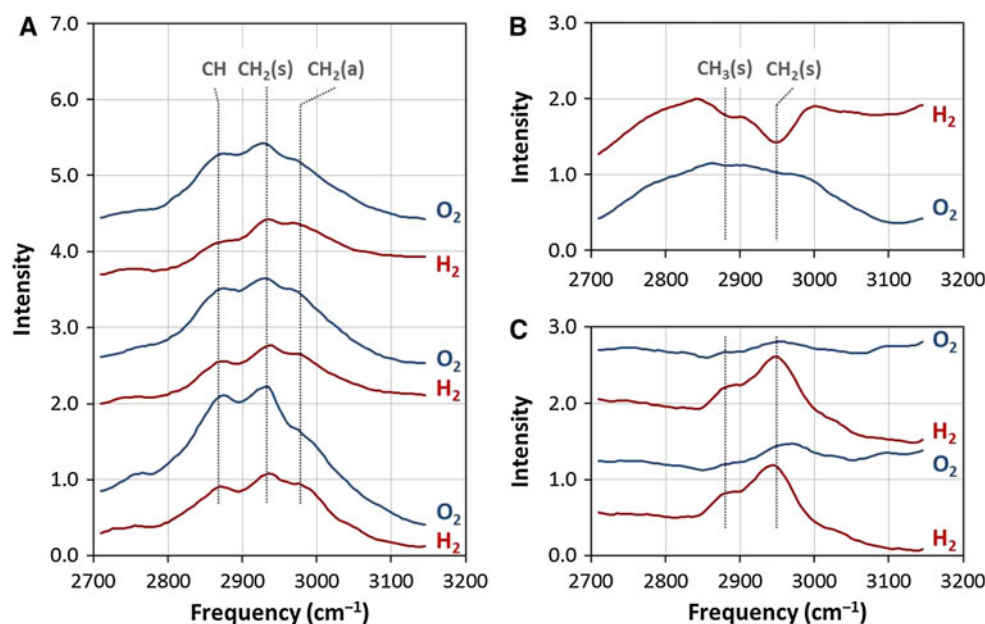 A
Intensity
7.0
6.0
5.0
4.0
3.0
2.0
1.0
0.0
CH CH₂(s) CH₂(a)
O₂
H₂
O₂
H₂
O₂
H₂
2700 2800 2900 3000 3100 3200
Frequency (cm⁻¹)
B
Intensity
3.0
2.0
1.0
0.0
CH₃(s) CH₂(s)
H₂
O₂
2700 2800 2900 3000 3100 3200
C
Intensity
3.0
2.0
1.0
0.0
O₂
H₂
O₂
H₂
2700 2800 2900 3000 3100 3200
Frequency (cm⁻¹)